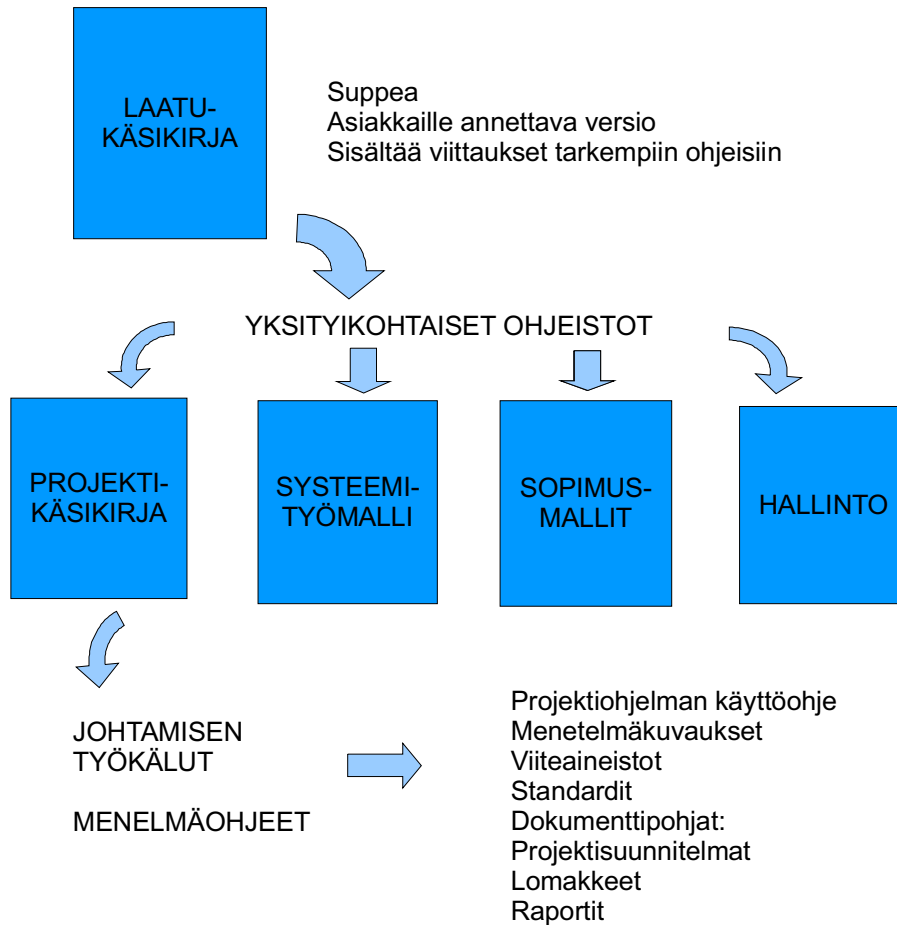 LAATU-
KÄSIKIRJA
Suppea
Asiakkaille annettava versio
Sisältää viittaukset tarkempiin ohjeisiin
YKSITYIKOHTAISET OHJEISTOT
PROJEKTI-
KÄSIKIRJA
SYSTEEMI-
TYÖMALLI
SOPIMUS-
MALLIT
HALLINTO
JOHTAMISEN
TYÖKÄLUT
MENELMÄOHJEET
Projektiohjelman käyttöohje
Menetelmäkuvaukset
Viiteaineistot
Standardit
Dokumenttipohjat:
Projektisuunnitelmat
Lomakkeet
Raportit